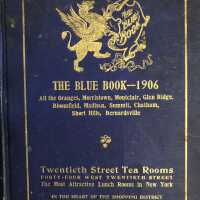 Blue
Book
THE BLUE BOOK—1906
All the Oranges, Morristown, Montclair, Glen Ridge,
Bloomfield, Madison, Summit, Chatham,
Short Hills, Bernardsville
Twentieth Street Tea Rooms
FORTY-FOUR WEST TWENTIETH STREET
The Most Attractive Lunch Rooms in New York
IN THE HEART OF THE SHOPPING DISTRICT